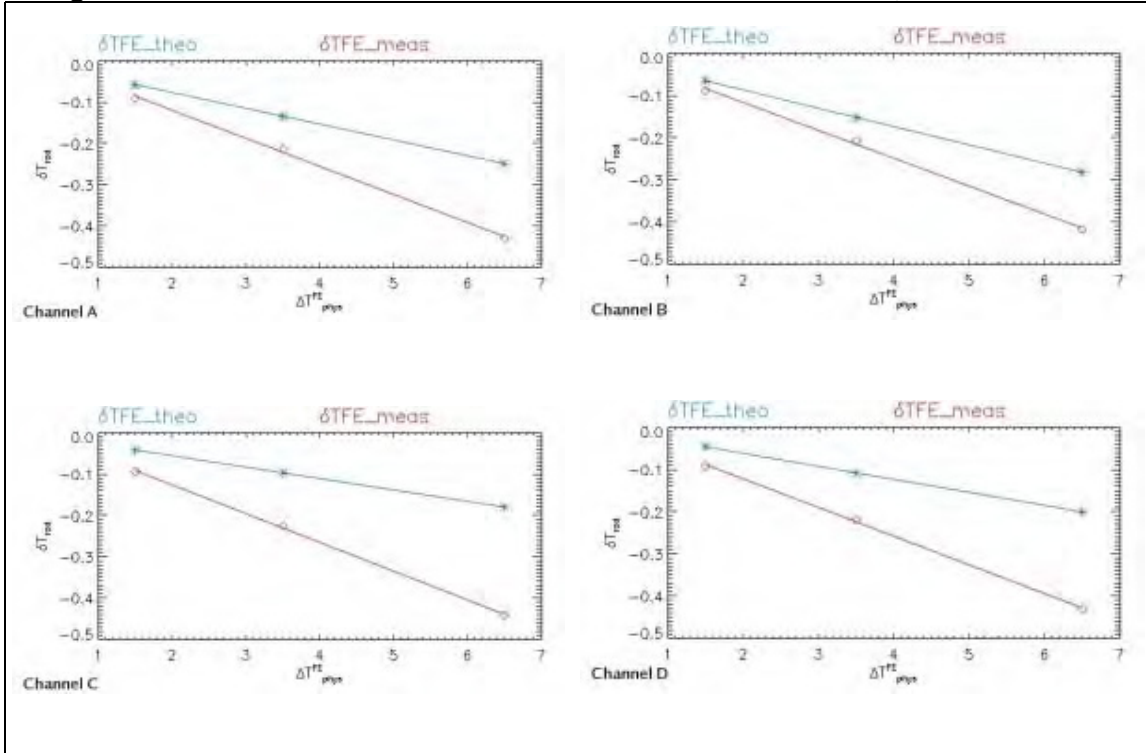 δTFE_theo δTFE_meas
0.0
-0.1
-0.2
-0.3
-0.4
-0.5
δT_rad
1 2 3 4 5 6 7
ΔT^FE_phys
Channel A
δTFE_theo δTFE_meas
0.0
-0.1
-0.2
-0.3
-0.4
-0.5
δT_rad
1 2 3 4 5 6 7
ΔT^FE_phys
Channel B
δTFE_theo δTFE_meas
0.0
-0.1
-0.2
-0.3
-0.4
-0.5
δT_rad
1 2 3 4 5 6 7
ΔT^FE_phys
Channel C
δTFE_theo δTFE_meas
0.0
-0.1
-0.2
-0.3
-0.4
-0.5
δT_rad
1 2 3 4 5 6 7
ΔT^FE_phys
Channel D